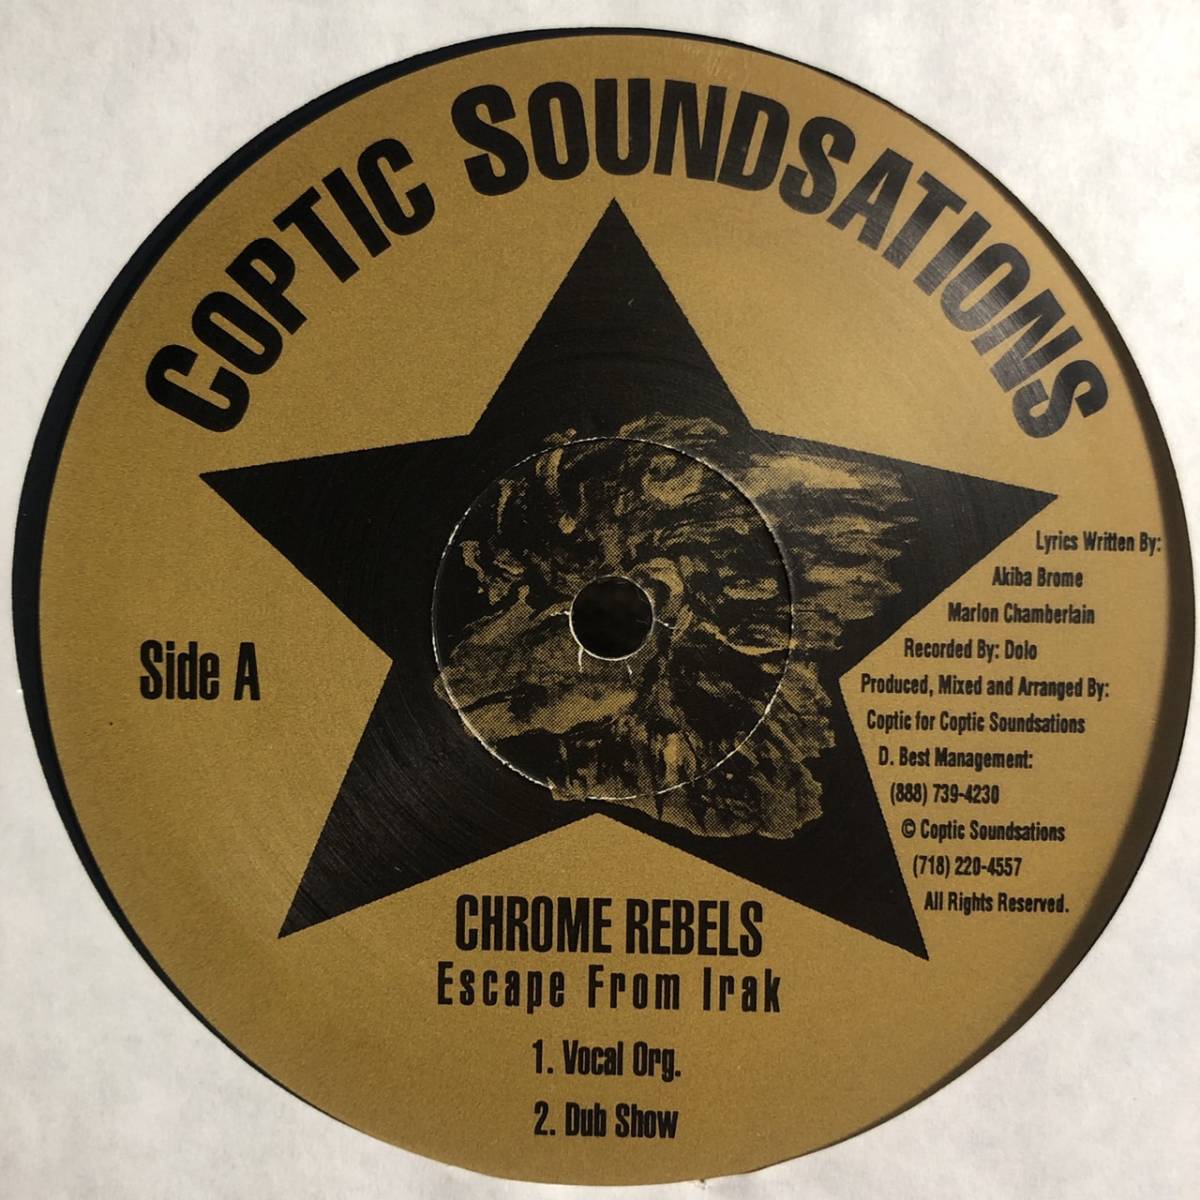 COPTIC SOUNDSATIONS
Side A
Lyrics Written By:
Akiba Brome
Marlon Chamberlain
Recorded By: Dolo
Produced, Mixed and Arranged By:
Coptic for Coptic Soundsations
D. Best Management:
(888) 739-4230
© Coptic Soundsations
(718) 220-4557
All Rights Reserved.
CHROME REBELS
Escape From Irak
1. Vocal Org.
2. Dub Show